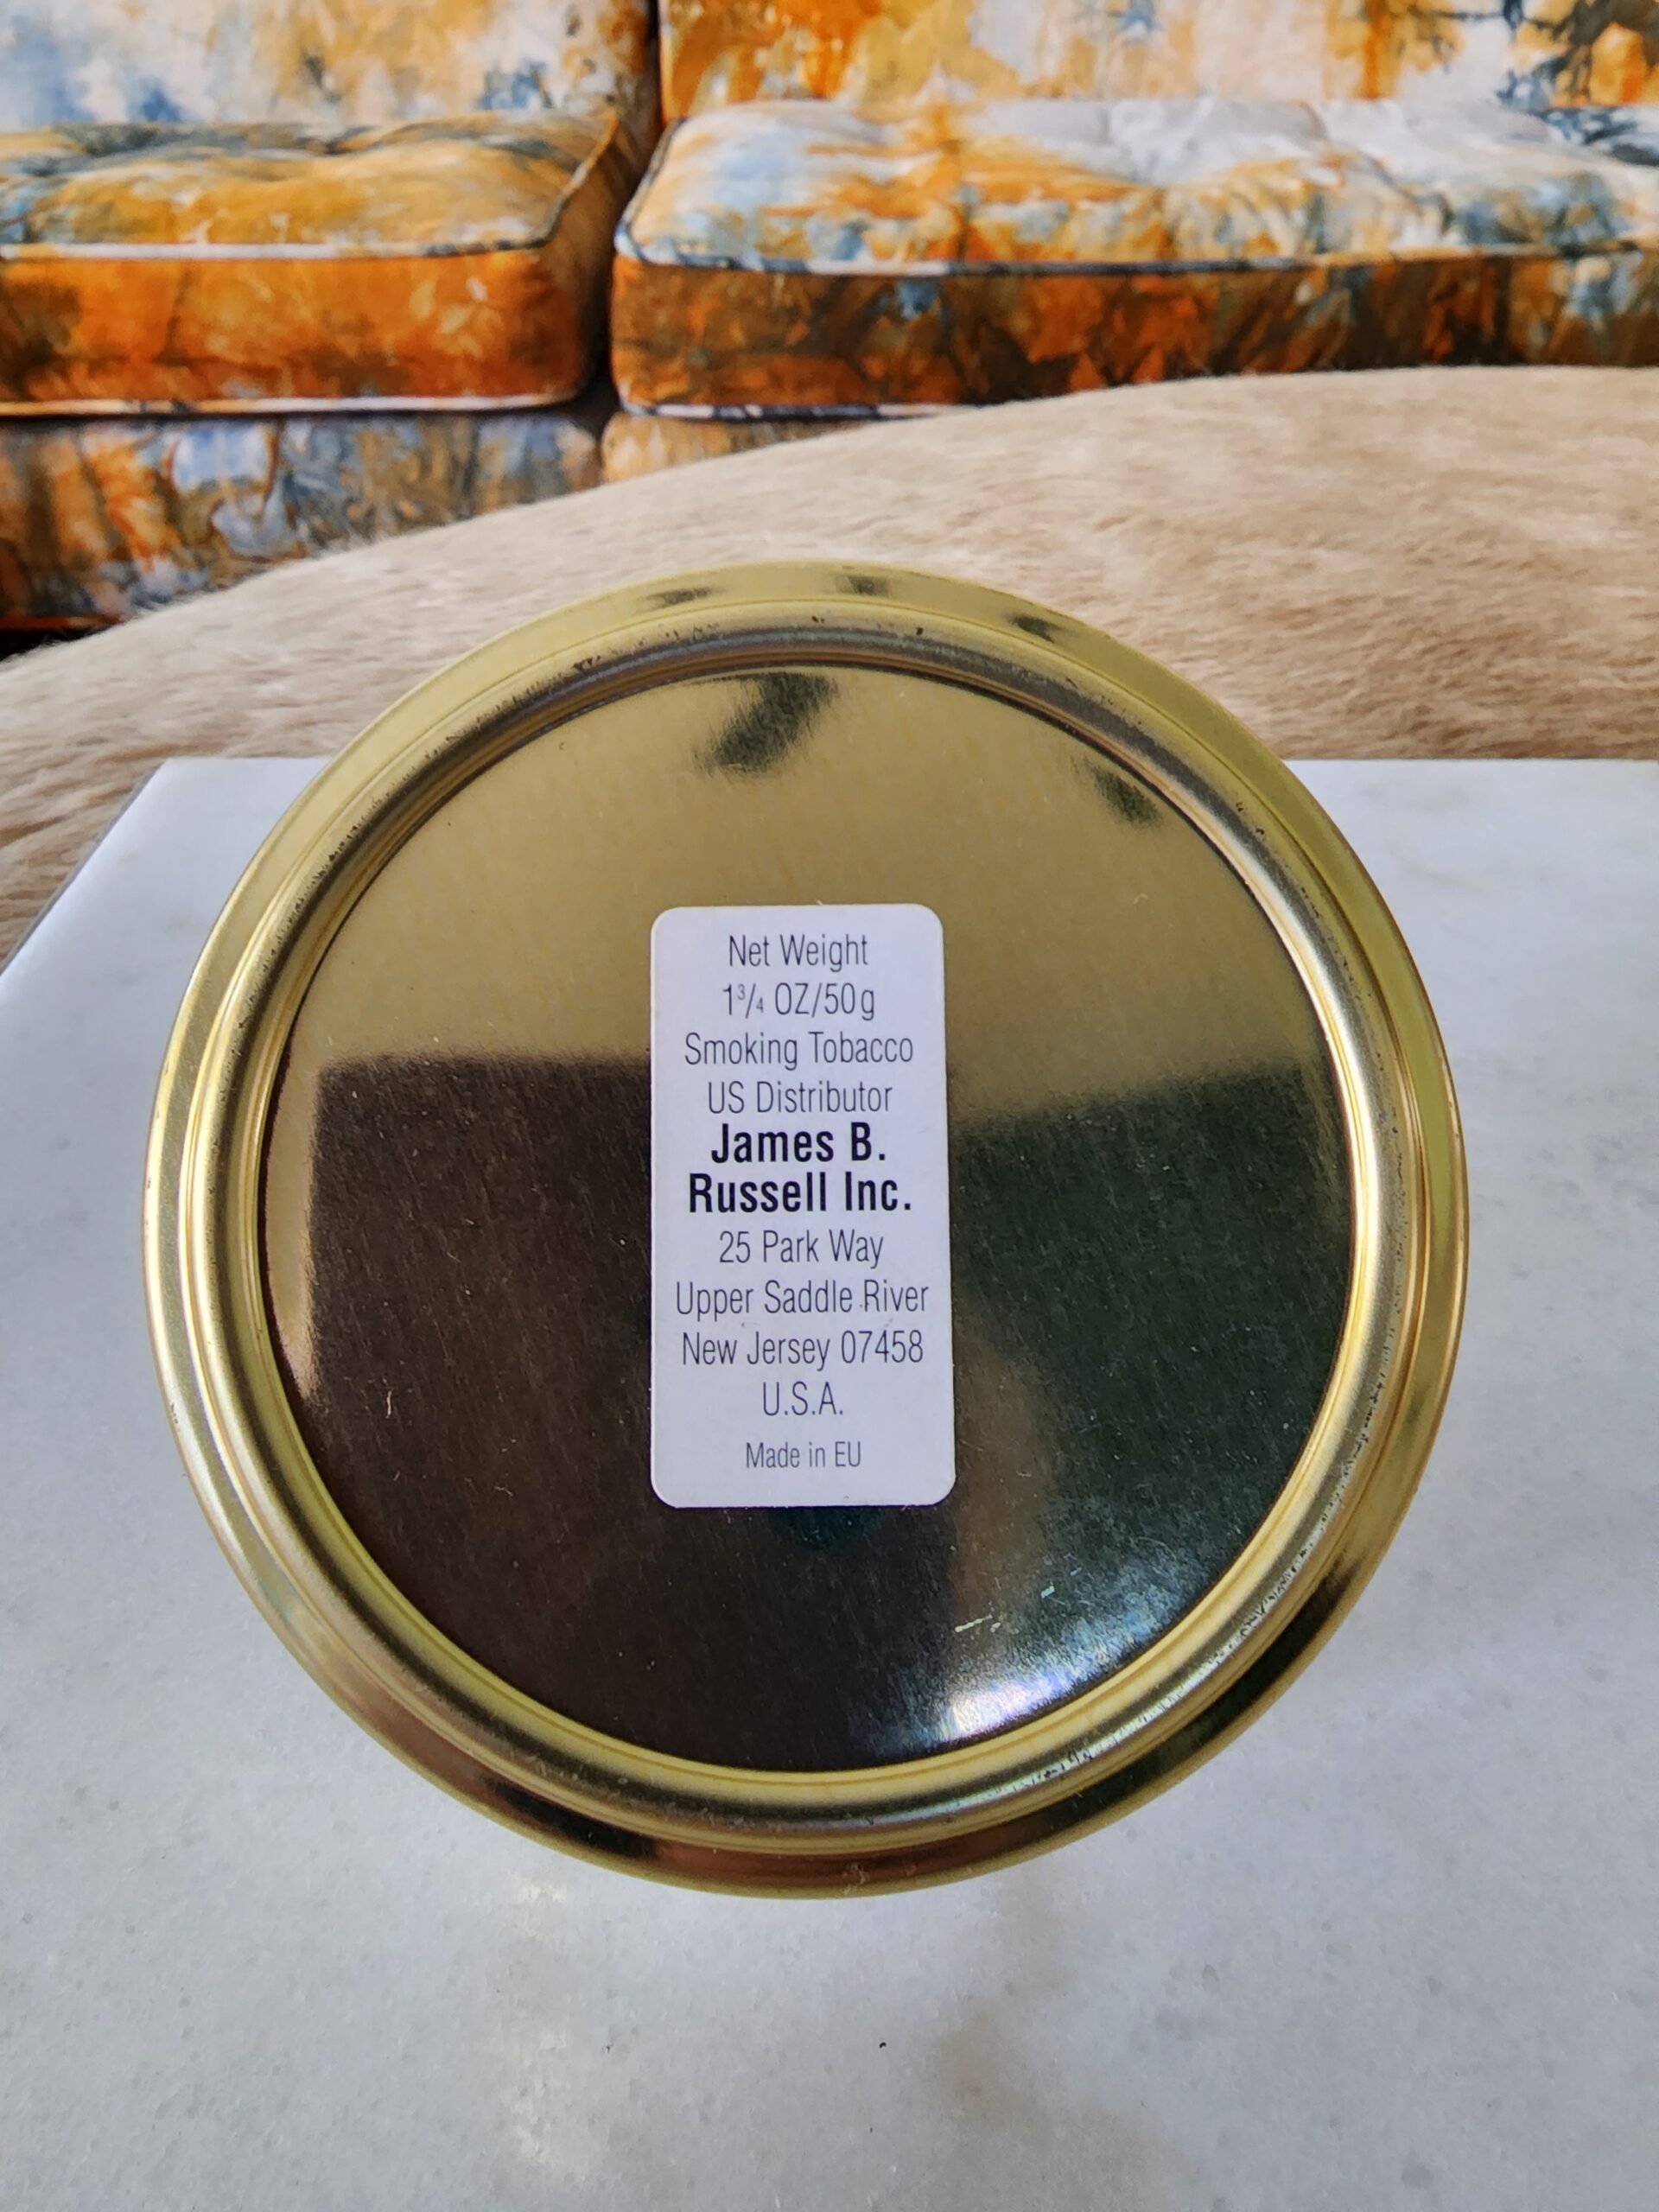 Net Weight
1¾ OZ/50g
Smoking Tobacco
US Distributor
James B.
Russell Inc.
25 Park Way
Upper Saddle River
New Jersey 07458
U.S.A.
Made in EU